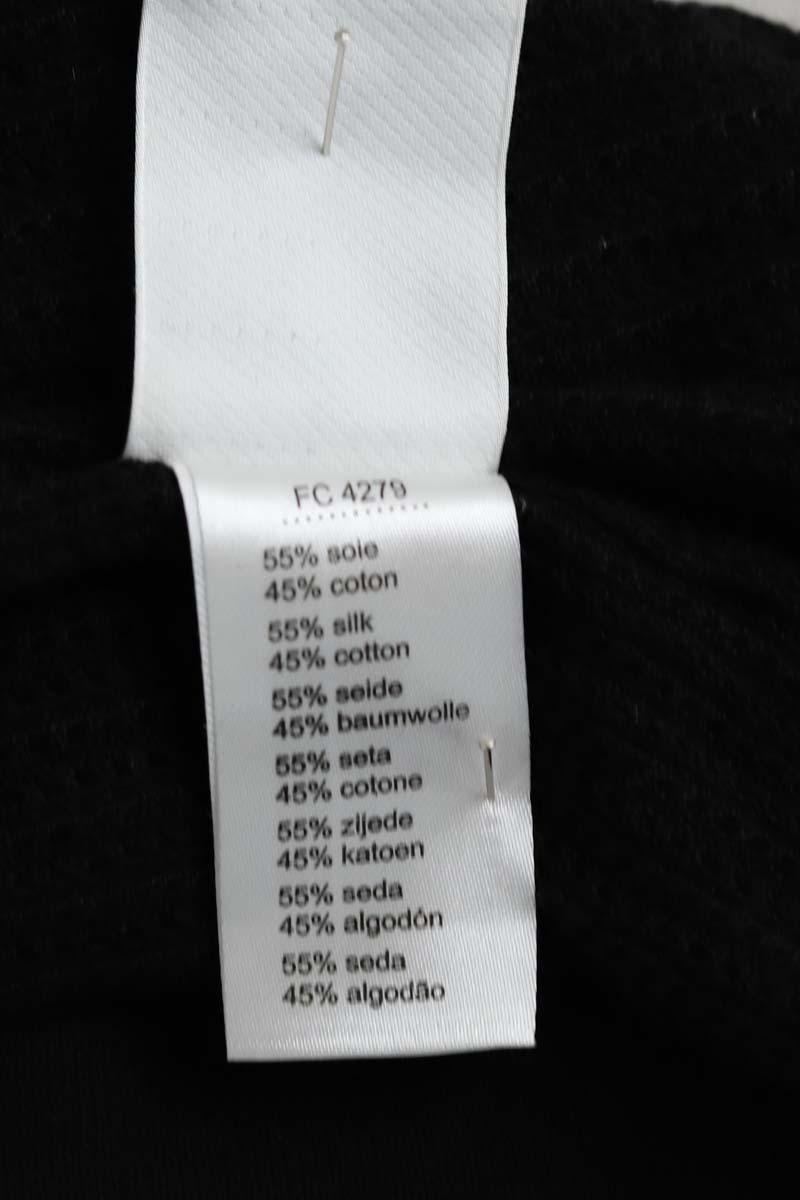 FC 4279
55% soie
45% coton
55% silk
45% cotton
55% seide
45% baumwolle
55% seta
45% cotone
55% zijede
45% katoen
55% seda
45% algodón
55% seda
45% algodão